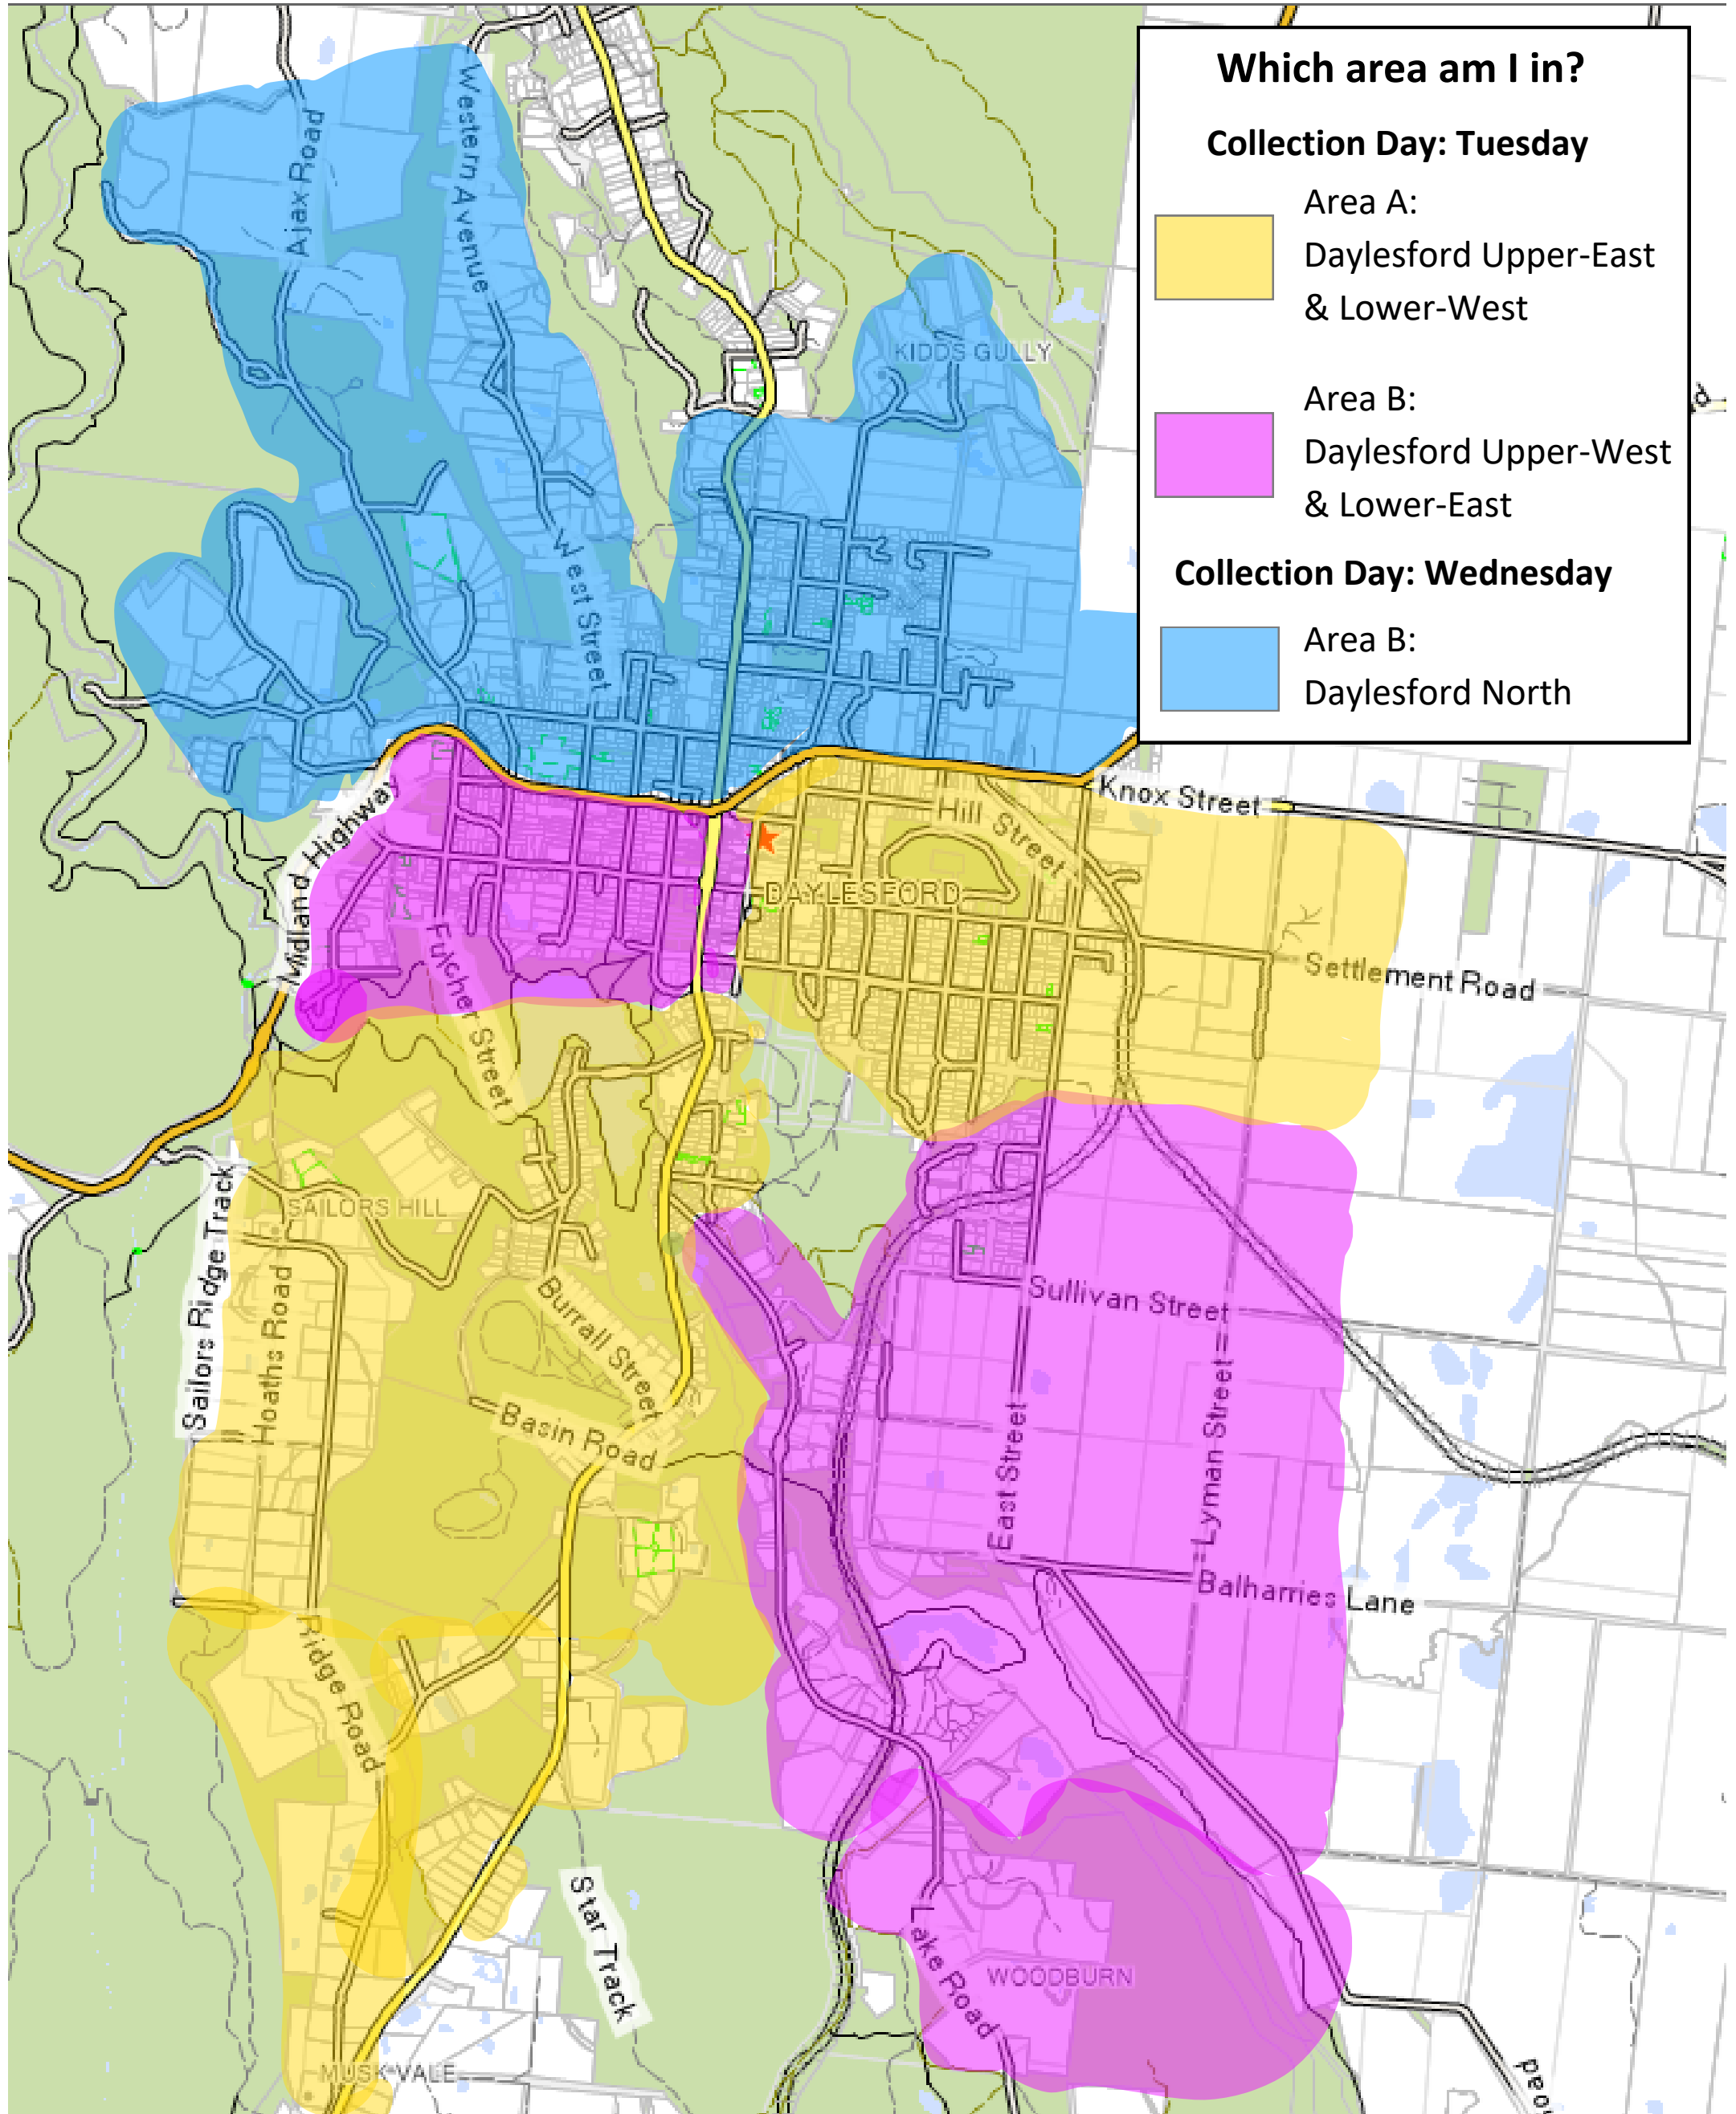 Which area am I in?
Collection Day: Tuesday
Area A:
Daylesford Upper-East
& Lower-West
Area B:
Daylesford Upper-West
& Lower-East
Collection Day: Wednesday
Area B:
Daylesford North
Ajax Road
Western Avenue
KIDDS GULLY
West Street
Midland Highway
Knox Street
Hill Street
DAYLESFORD
Settlement Road
Fulcher Street
SAILORS HILL
Sailors Ridge Track
Hoaths Road
Burrall Street
Basin Road
Sullivan Street
East Street
Lyman Street
Balharries Lane
Ridge Road
Star Track
Lake Road
WOODBURN
MUSK VALE